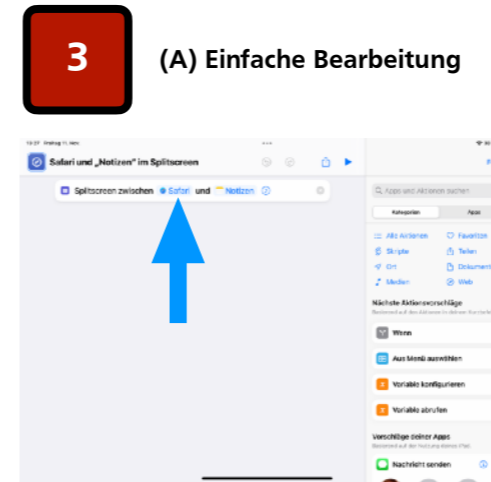 3
(A) Einfache Bearbeitung
Safari und „Notizen" im Splitscreen
Splitscreen zwischen Safari und Notizen
Apps und Aktionen suchen
Kategorien
Apps
Alle Aktionen
Favoriten
Skripte
Teilen
Ort
Dokument
Medien
Web
Nächste Aktionsvorschläge
Wenn
Aus Menü auswählen
Variable konfigurieren
Variable abrufen
Vorschläge deiner Apps
Nachricht senden